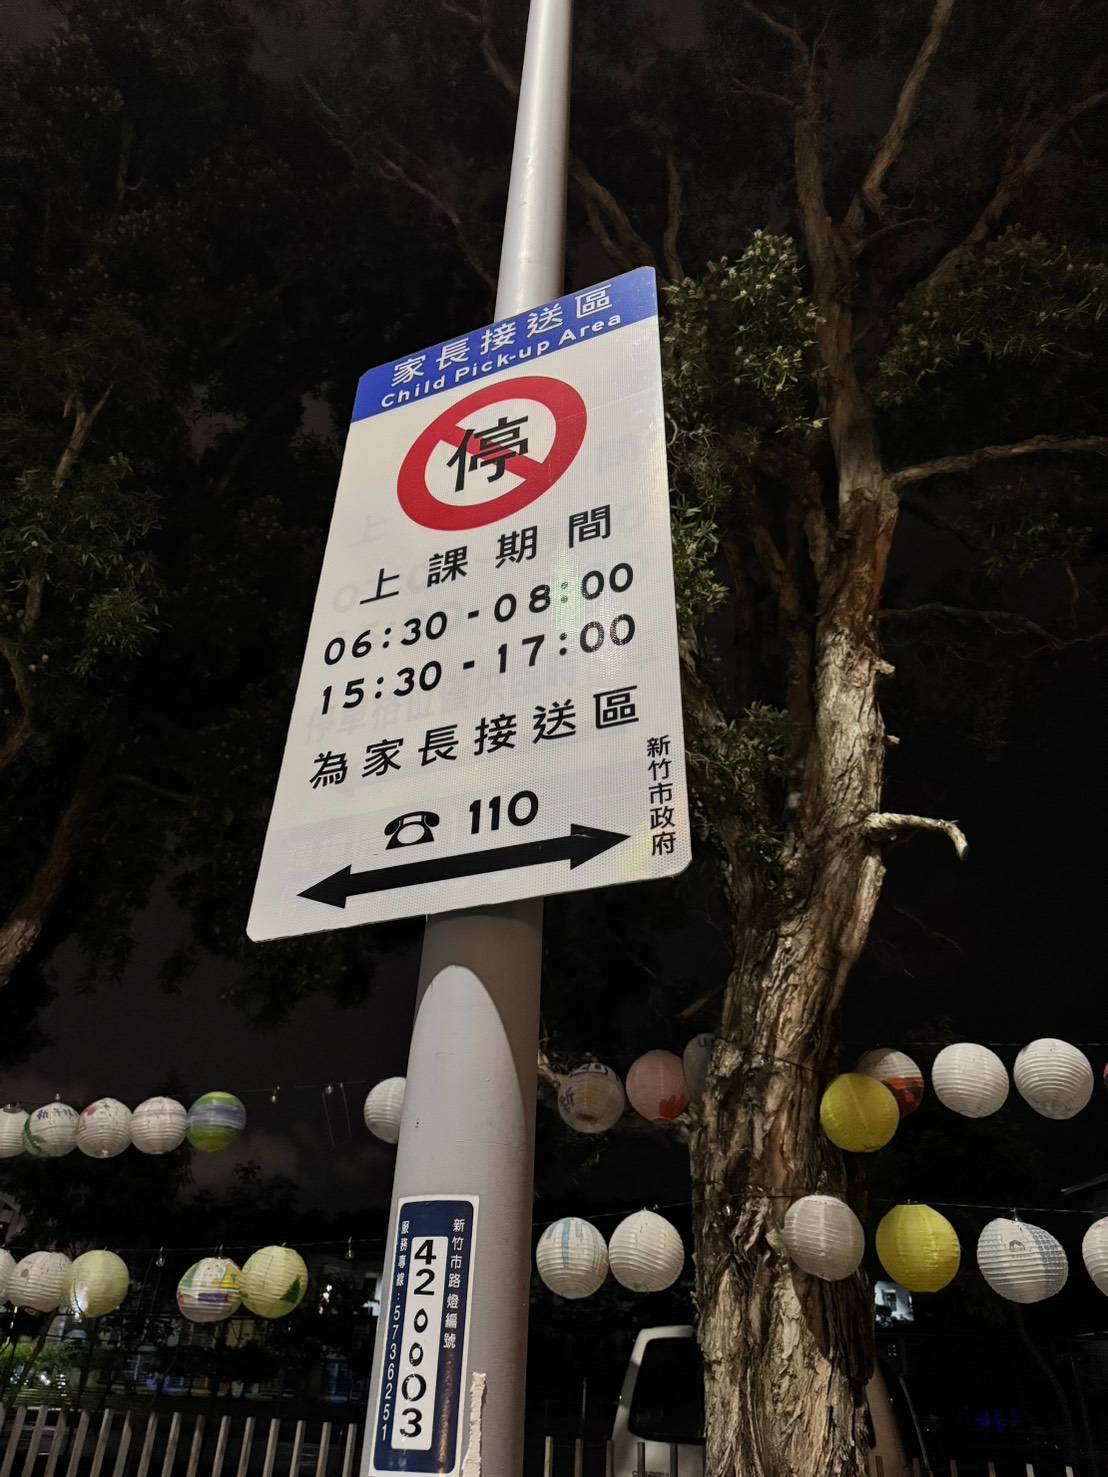 家長接送區
Child Pick-up Area
停
上課期間
06:30-08:00
15:30-17:00
為家長接送區
☎ 110
新竹市政府
新竹市路燈編號
420003
服務專線:5736251